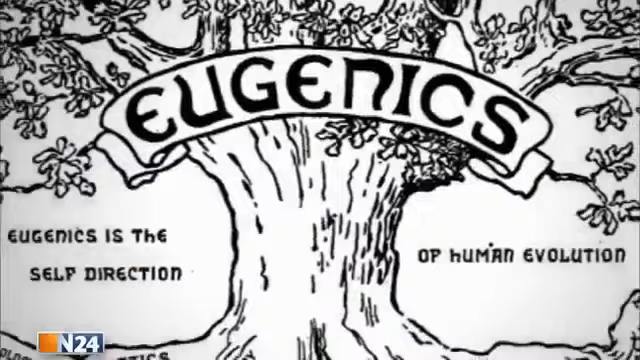 EUGENICS
EUGENICS IS THE
SELF DIRECTION
OF HUMAN EVOLUTION
N24